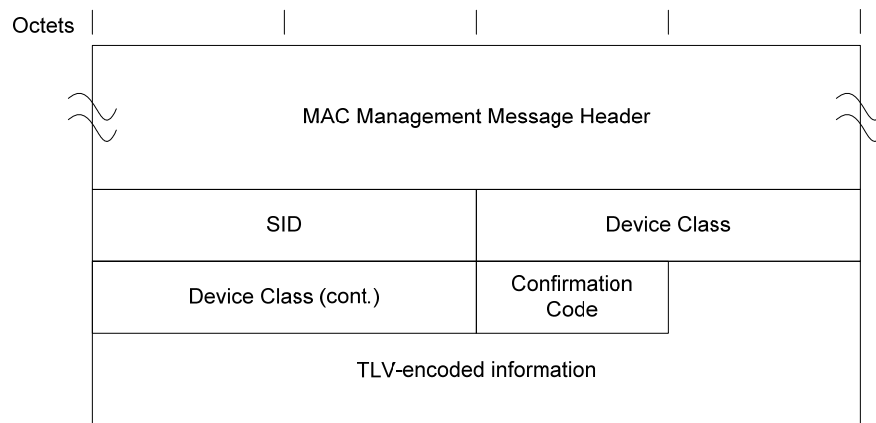 Octets
MAC Management Message Header
SID
Device Class
Device Class (cont.)
Confirmation
Code
TLV-encoded information